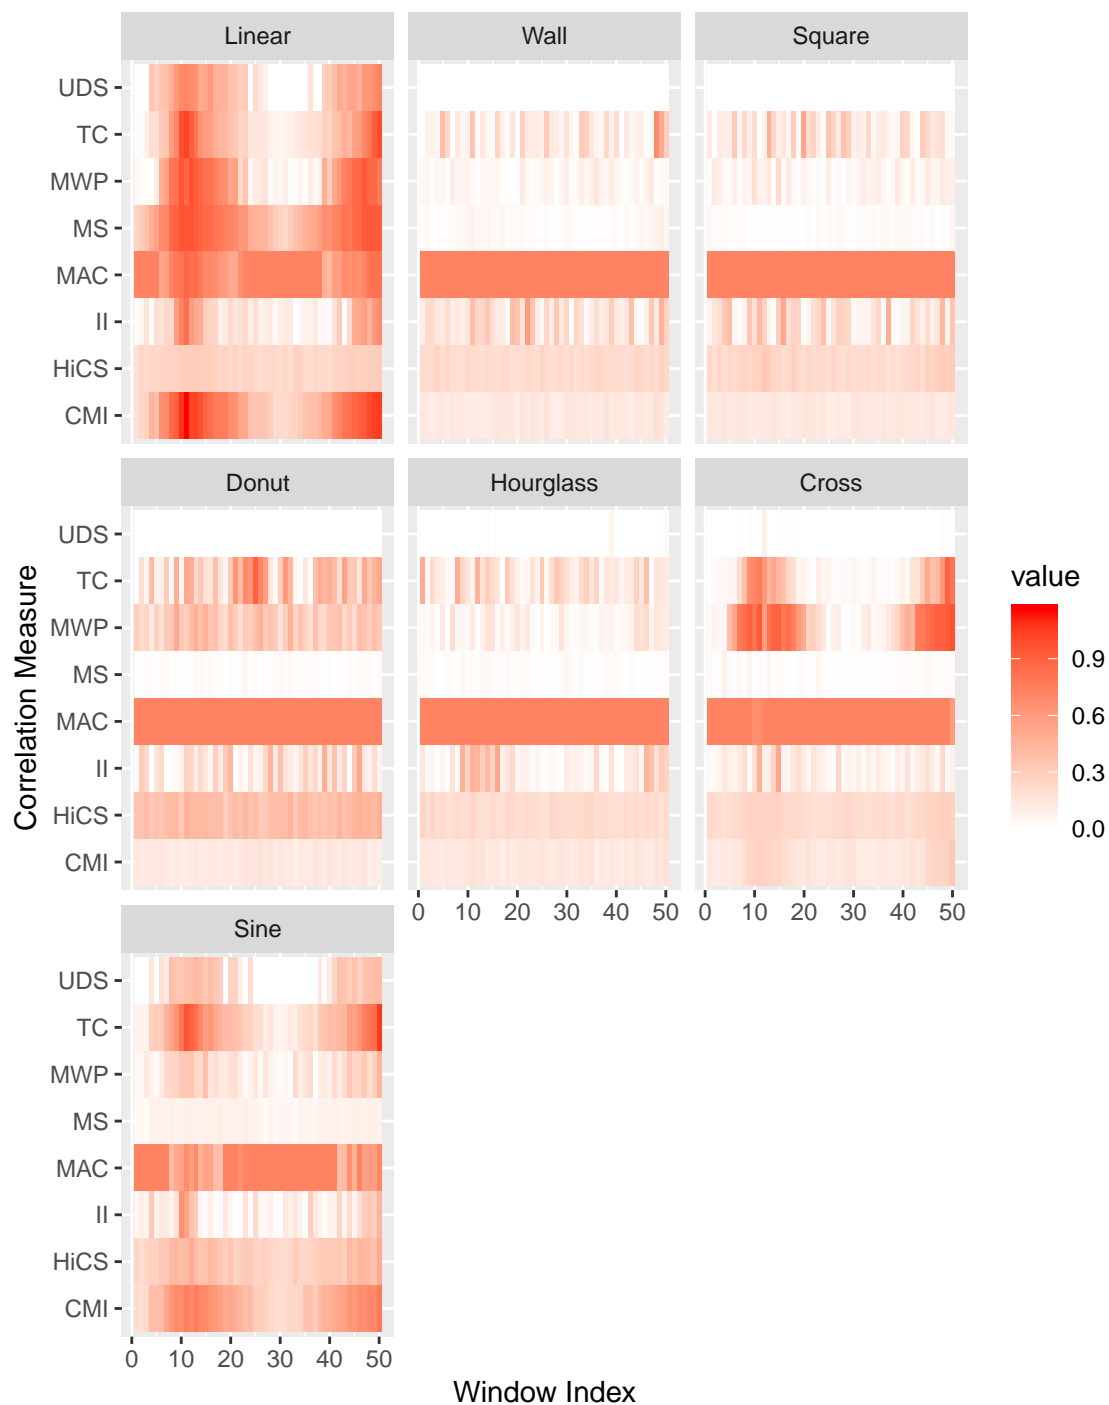 Linear Wall Square
UDS
TC
MWP
MS
MAC
II
HiCS
CMI
Donut Hourglass Cross
UDS
TC
MWP
MS
MAC
II
HiCS
CMI
0 10 20 30 40 50 0 10 20 30 40 50
Sine
UDS
TC
MWP
MS
MAC
II
HiCS
CMI
0 10 20 30 40 50
Window Index
Correlation Measure
value
0.9
0.6
0.3
0.0